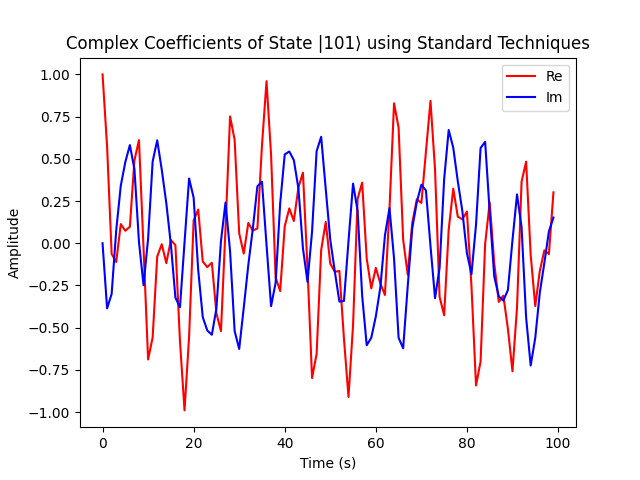 Complex Coefficients of State |101⟩ using Standard Techniques
Re
Im
1.00
0.75
0.50
0.25
0.00
−0.25
−0.50
−0.75
−1.00
Amplitude
0 20 40 60 80 100
Time (s)